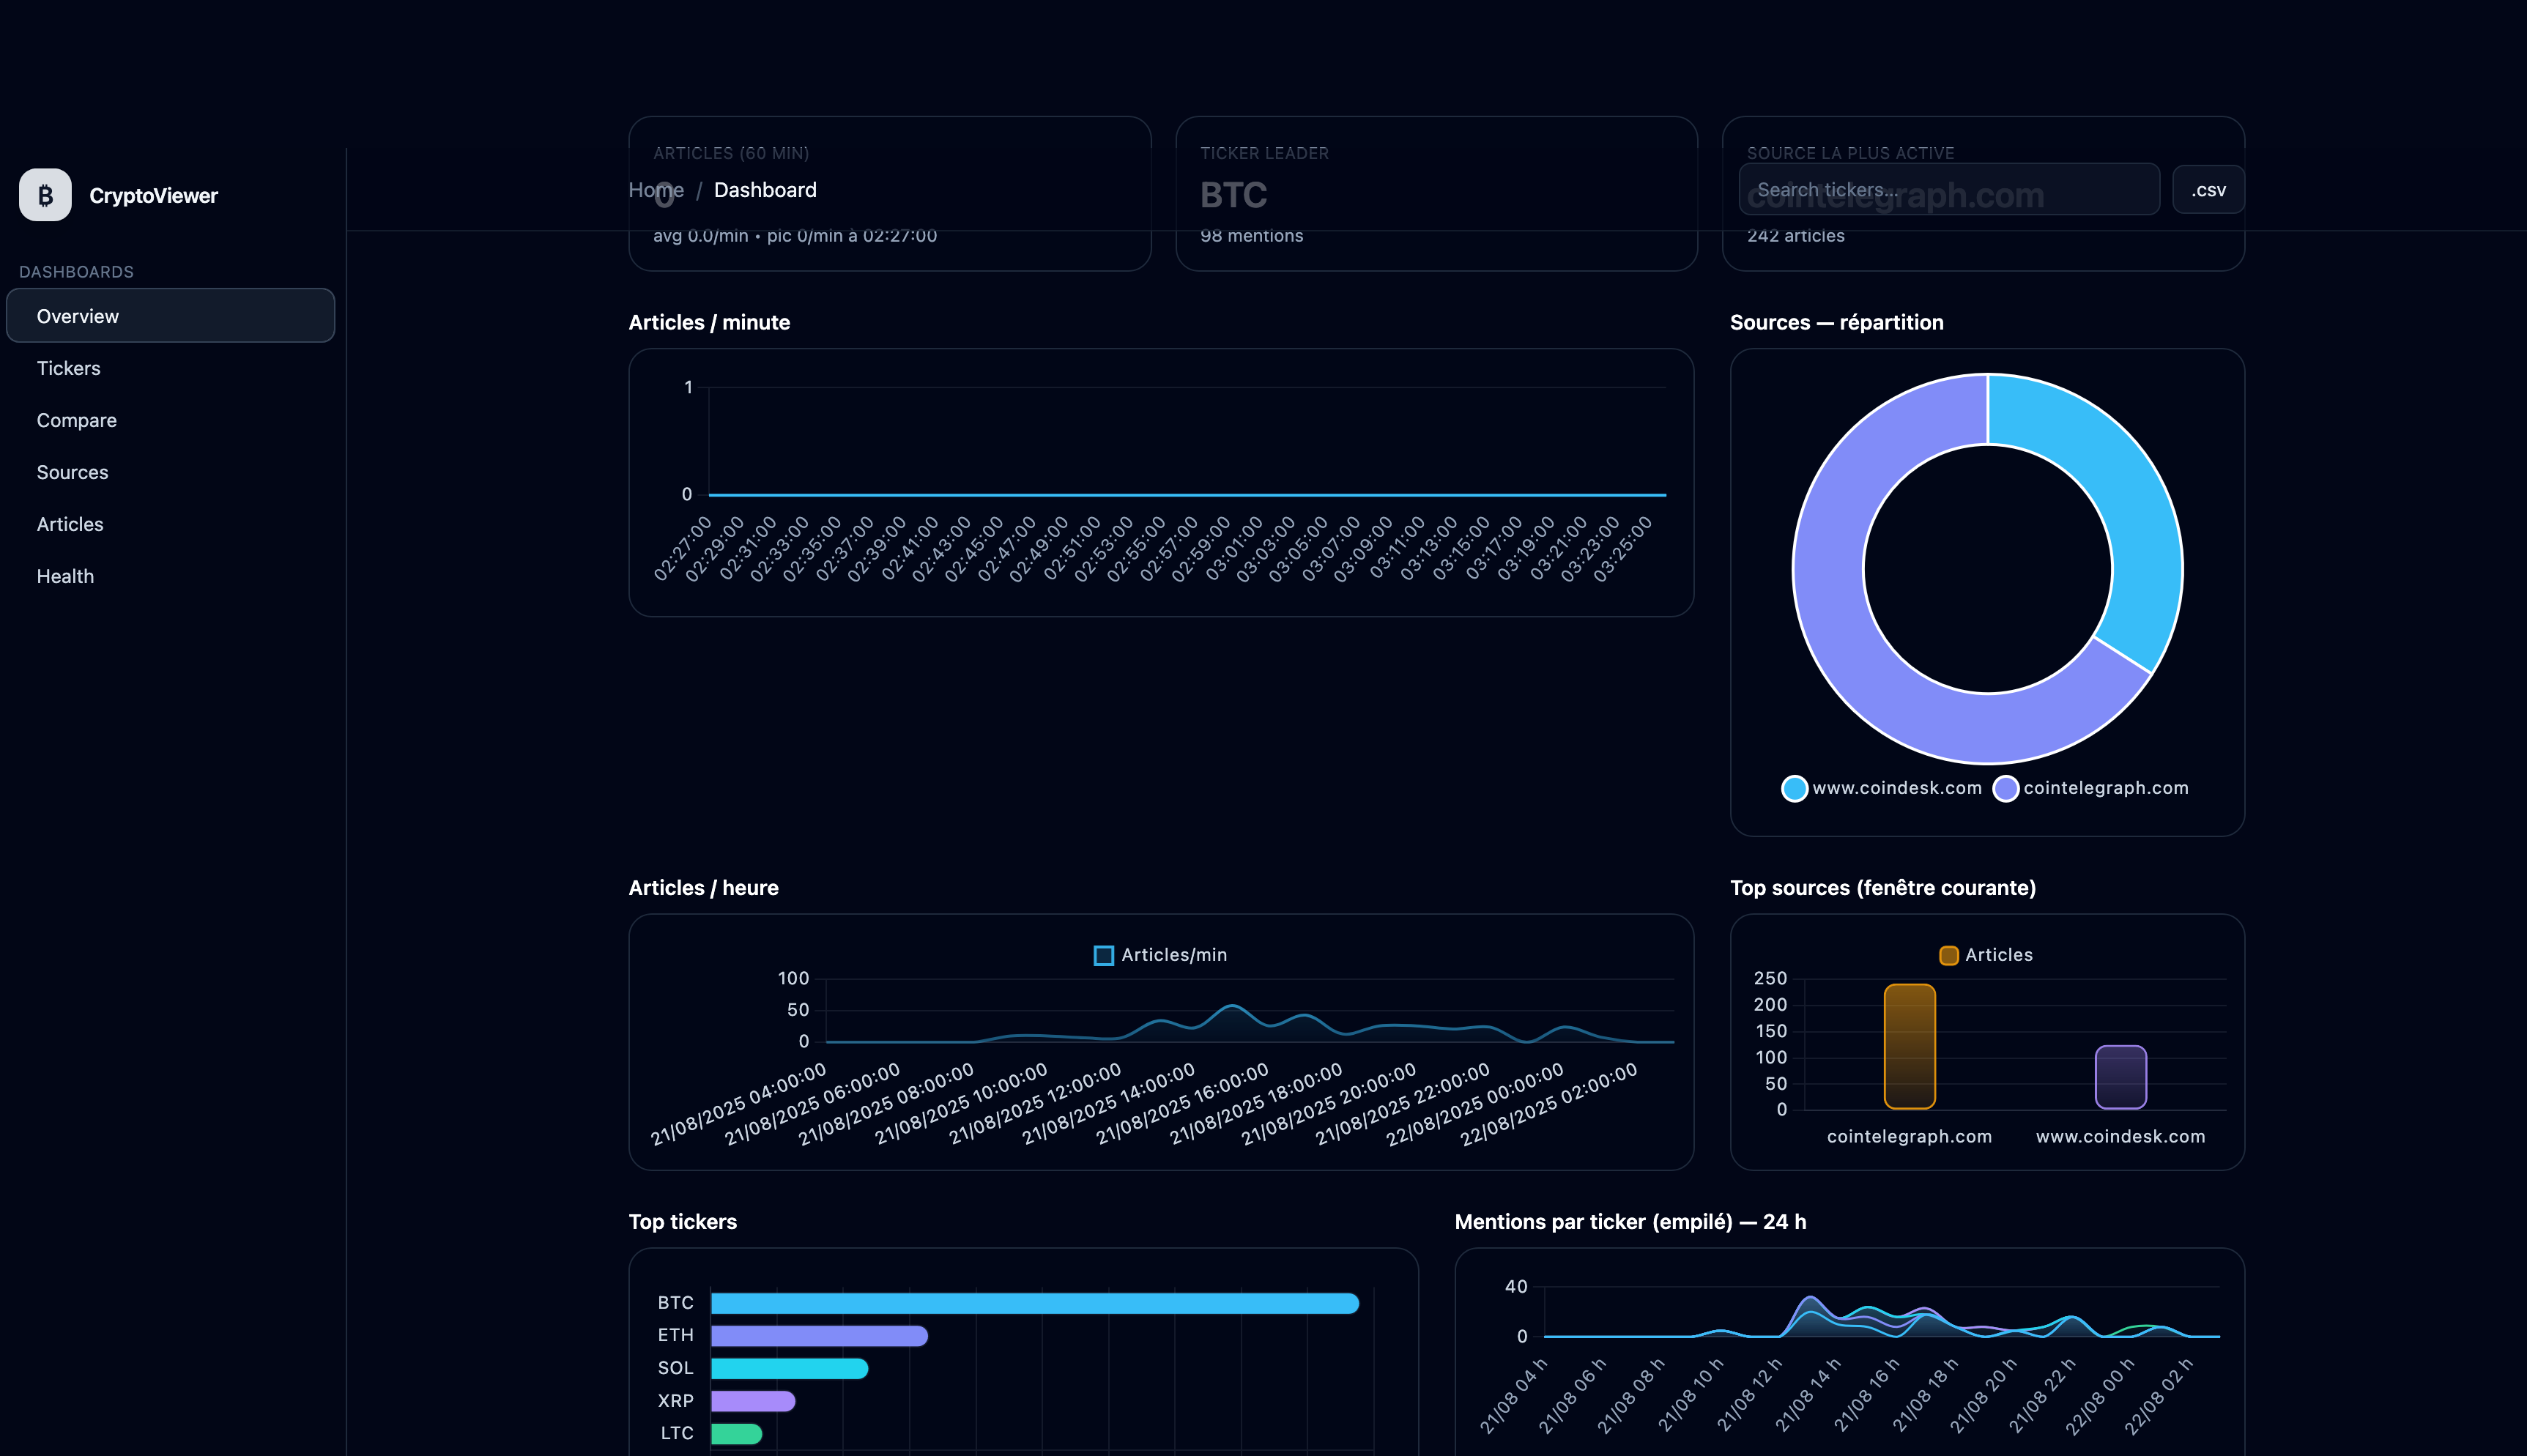 ARTICLES (60 MIN)
0
avg 0.0/min • pic 0/min à 02:27:00
TICKER LEADER
BTC
98 mentions
SOURCE LA PLUS ACTIVE
cointelegraph.com
242 articles
CryptoViewer
Home / Dashboard
Search tickers...
.csv
DASHBOARDS
Overview
Tickers
Compare
Sources
Articles
Health
Articles / minute
1
0
02:27:00
02:29:00
02:31:00
02:33:00
02:35:00
02:37:00
02:39:00
02:41:00
02:43:00
02:45:00
02:47:00
02:49:00
02:51:00
02:53:00
02:55:00
02:57:00
02:59:00
03:01:00
03:03:00
03:05:00
03:07:00
03:09:00
03:11:00
03:13:00
03:15:00
03:17:00
03:19:00
03:21:00
03:23:00
03:25:00
Sources — répartition
www.coindesk.com
cointelegraph.com
Articles / heure
Articles/min
100
50
0
21/08/2025 04:00:00
21/08/2025 06:00:00
21/08/2025 08:00:00
21/08/2025 10:00:00
21/08/2025 12:00:00
21/08/2025 14:00:00
21/08/2025 16:00:00
21/08/2025 18:00:00
21/08/2025 20:00:00
21/08/2025 22:00:00
22/08/2025 00:00:00
22/08/2025 02:00:00
Top sources (fenêtre courante)
Articles
250
200
150
100
50
0
cointelegraph.com
www.coindesk.com
Top tickers
BTC
ETH
SOL
XRP
LTC
Mentions par ticker (empilé) — 24 h
40
0
21/08 04 h
21/08 06 h
21/08 08 h
21/08 10 h
21/08 12 h
21/08 14 h
21/08 16 h
21/08 18 h
21/08 20 h
21/08 22 h
22/08 00 h
22/08 02 h